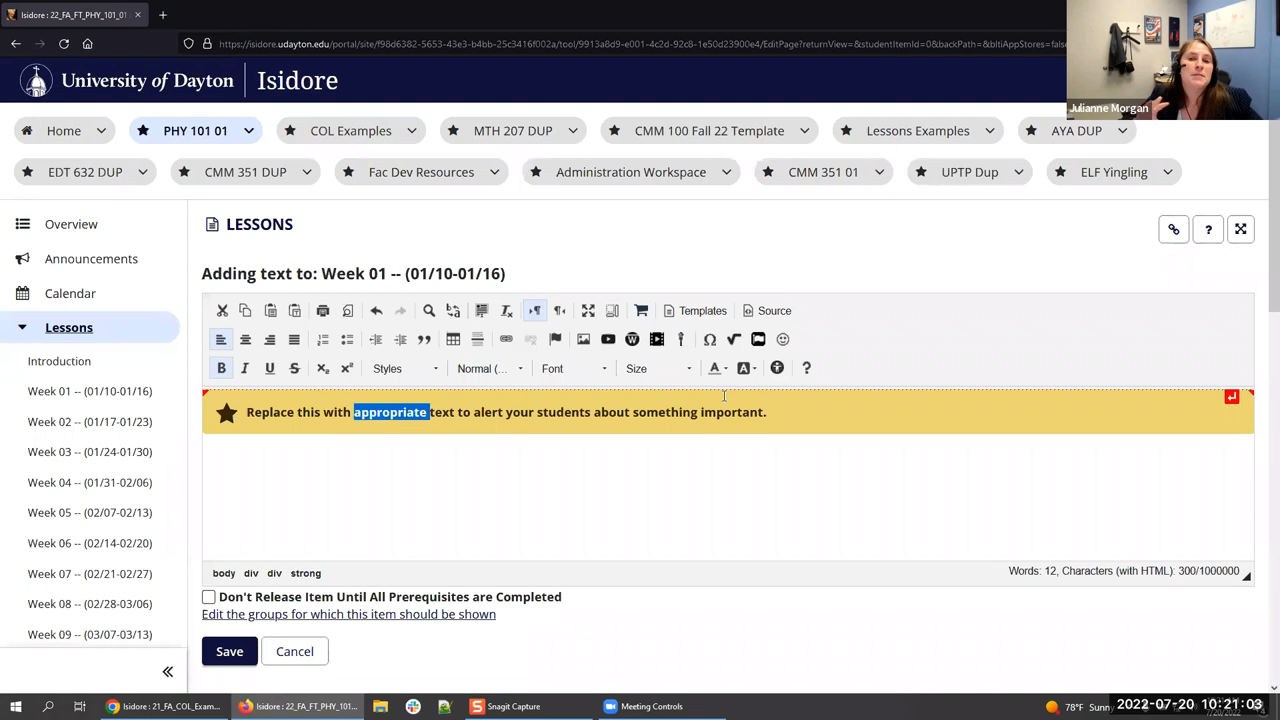 Isidore : 22_FA_FT_PHY_101_01
https://isidore.udayton.edu/portal/site/f98d6382-5653-43e3-b4bb-25c3416f002a/tool/9913a8d9-e001-4c2d-92c8-1e50d23900e4/EditPage?returnView=&studentItemId=0&backPath=&bltiAppStores=false
Julianne Morgan
University of Dayton Isidore
Home PHY 101 01 COL Examples MTH 207 DUP CMM 100 Fall 22 Template Lessons Examples AYA DUP
EDT 632 DUP CMM 351 DUP Fac Dev Resources Administration Workspace CMM 351 01 UPTP Dup ELF Yingling
Overview
Announcements
Calendar
Lessons
Introduction
Week 01 -- (01/10-01/16)
Week 02 -- (01/17-01/23)
Week 03 -- (01/24-01/30)
Week 04 -- (01/31-02/06)
Week 05 -- (02/07-02/13)
Week 06 -- (02/14-02/20)
Week 07 -- (02/21-02/27)
Week 08 -- (02/28-03/06)
Week 09 -- (03/07-03/13)
LESSONS
?
Adding text to: Week 01 -- (01/10-01/16)
Templates Source
B I U S Styles Normal (... Font Size A A ?
Replace this with appropriate text to alert your students about something important.
body div div strong
Words: 12, Characters (with HTML): 300/1000000
Don't Release Item Until All Prerequisites are Completed
Edit the groups for which this item should be shown
Save Cancel
Isidore : 21_FA_COL_Exam... Isidore : 22_FA_FT_PHY_101... Snagit Capture Meeting Controls 78°F Sunny
2022-07-20 10:21:03